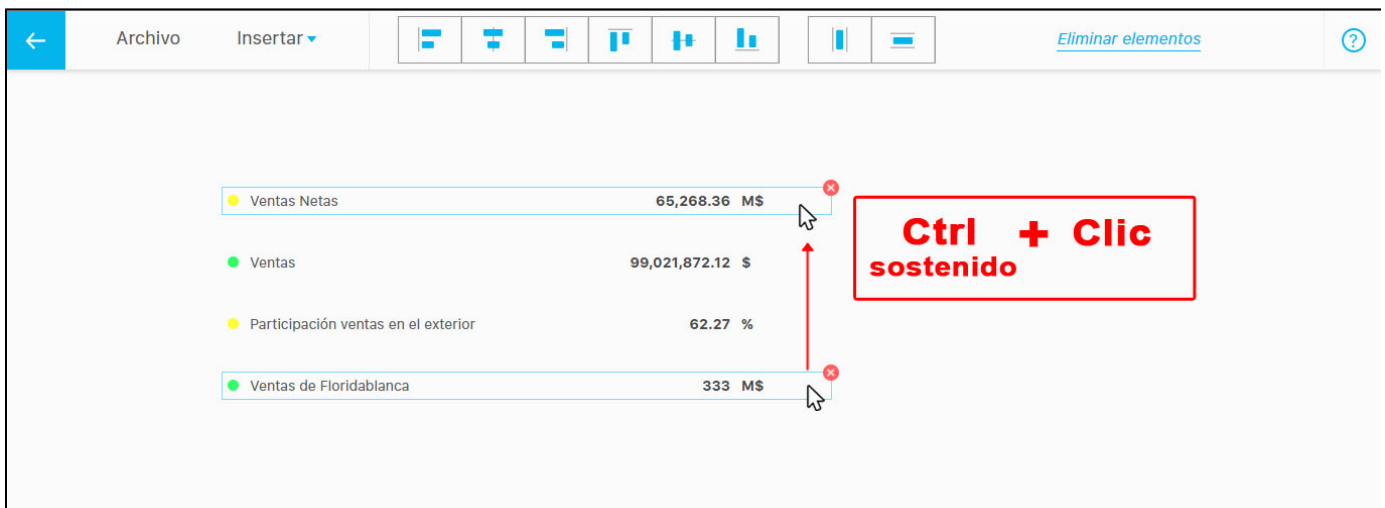 Archivo Insertar Eliminar elementos ?
Ventas Netas 65,268.36 M$
Ctrl + Clic
sostenido
Ventas 99,021,872.12 $
Participación ventas en el exterior 62.27 %
Ventas de Floridablanca 333 M$